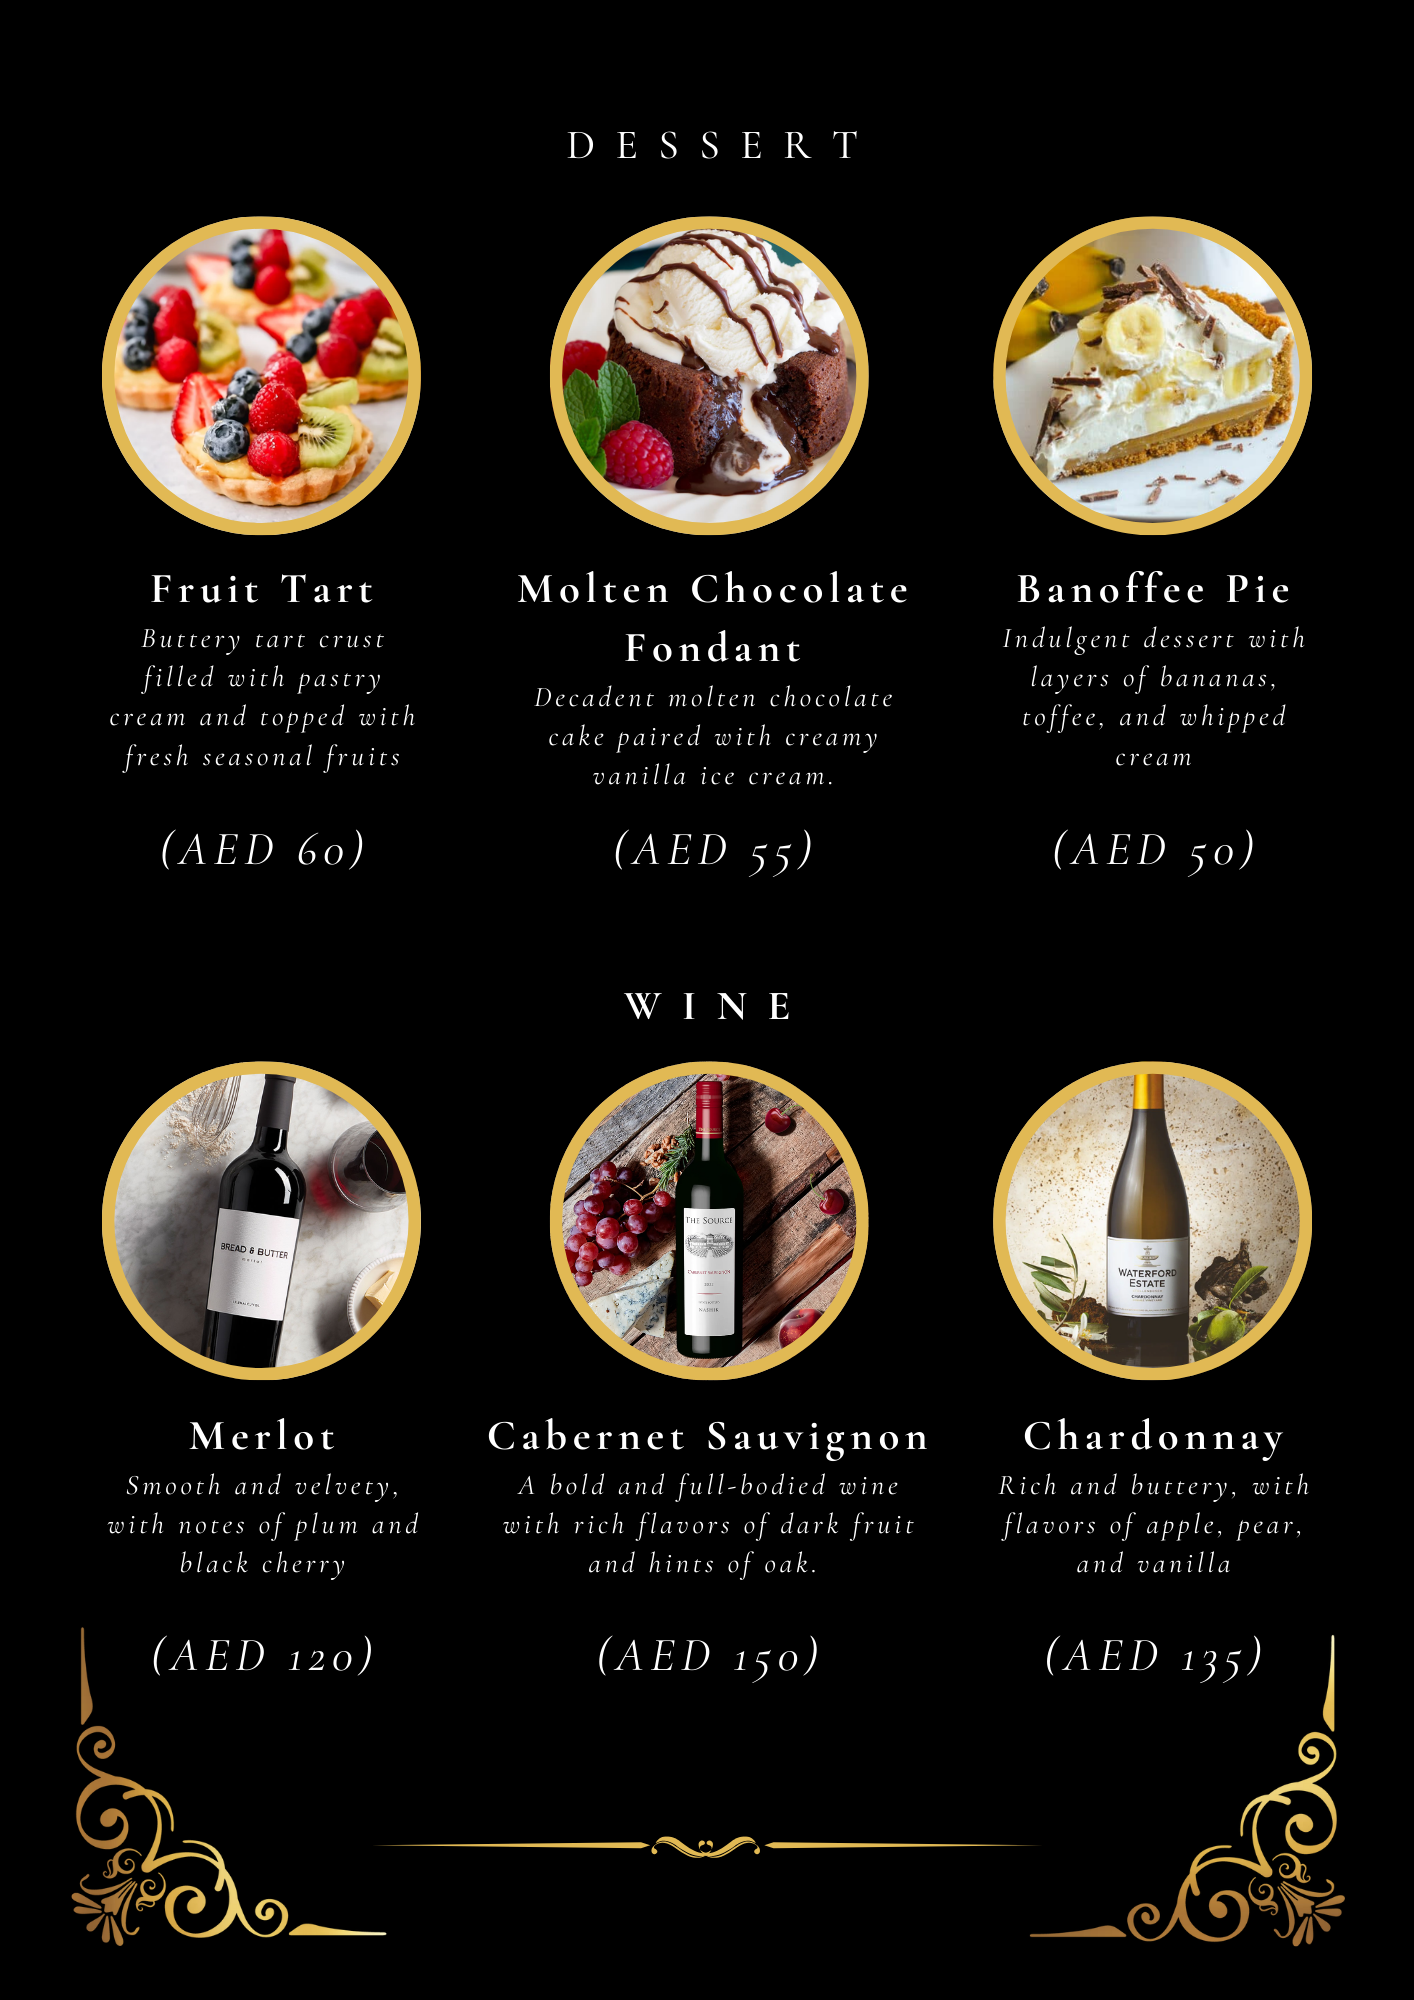 DESSERT
Fruit Tart
Buttery tart crust
filled with pastry
cream and topped with
fresh seasonal fruits
(AED 60)
Molten Chocolate
Fondant
Decadent molten chocolate
cake paired with creamy
vanilla ice cream.
(AED 55)
Banoffee Pie
Indulgent dessert with
layers of bananas,
toffee, and whipped
cream
(AED 50)
WINE
BREAD & BUTTER
merlot
THE SOURCE
CABERNET SAUVIGNON
WATERFORD
ESTATE
CHARDONNAY
Merlot
Smooth and velvety,
with notes of plum and
black cherry
(AED 120)
Cabernet Sauvignon
A bold and full-bodied wine
with rich flavors of dark fruit
and hints of oak.
(AED 150)
Chardonnay
Rich and buttery, with
flavors of apple, pear,
and vanilla
(AED 135)